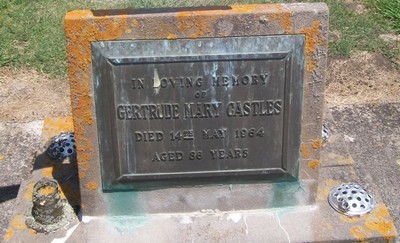 IN LOVING MEMORY
OF
GERTRUDE MARY CASTLES
DIED 14TH MAY 1964
AGED 86 YEARS